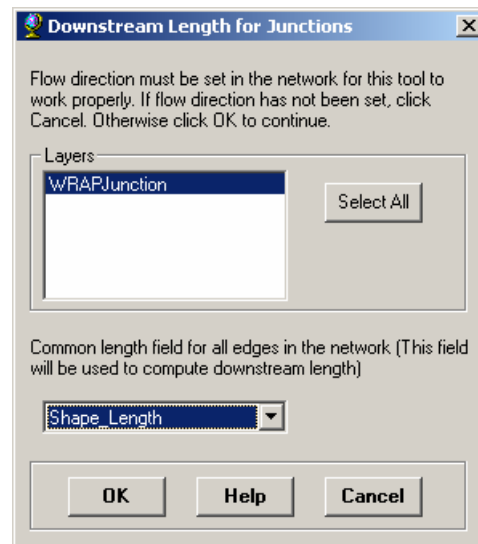 Downstream Length for Junctions
Flow direction must be set in the network for this tool to
work properly. If flow direction has not been set, click
Cancel. Otherwise click OK to continue.
Layers
WRAPJunction
Select All
Common length field for all edges in the network (This field
will be used to compute downstream length)
Shape_Length
OK Help Cancel